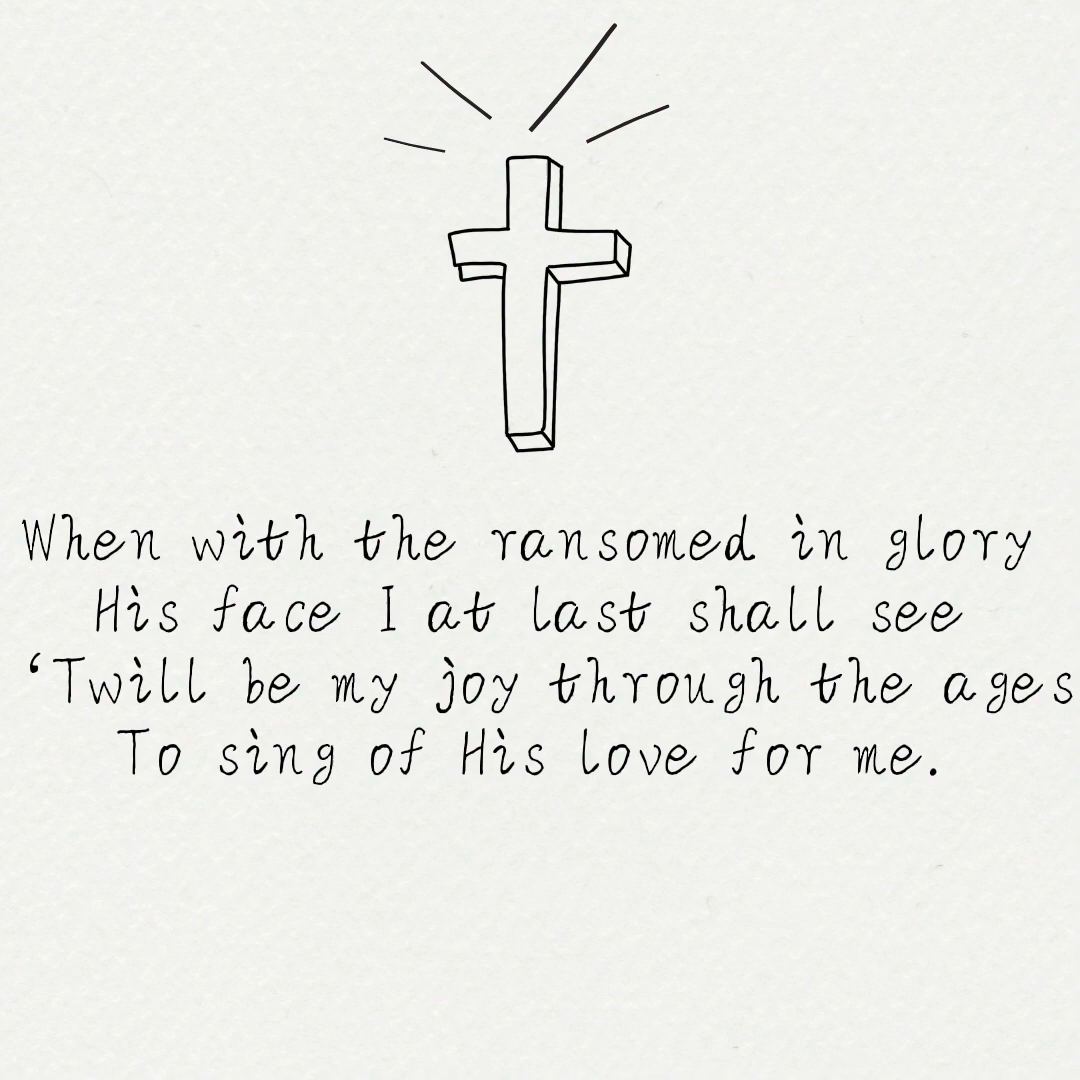 When with the ransomed in glory
His face I at last shall see
‘Twill be my joy through the ages
To sing of His love for me.